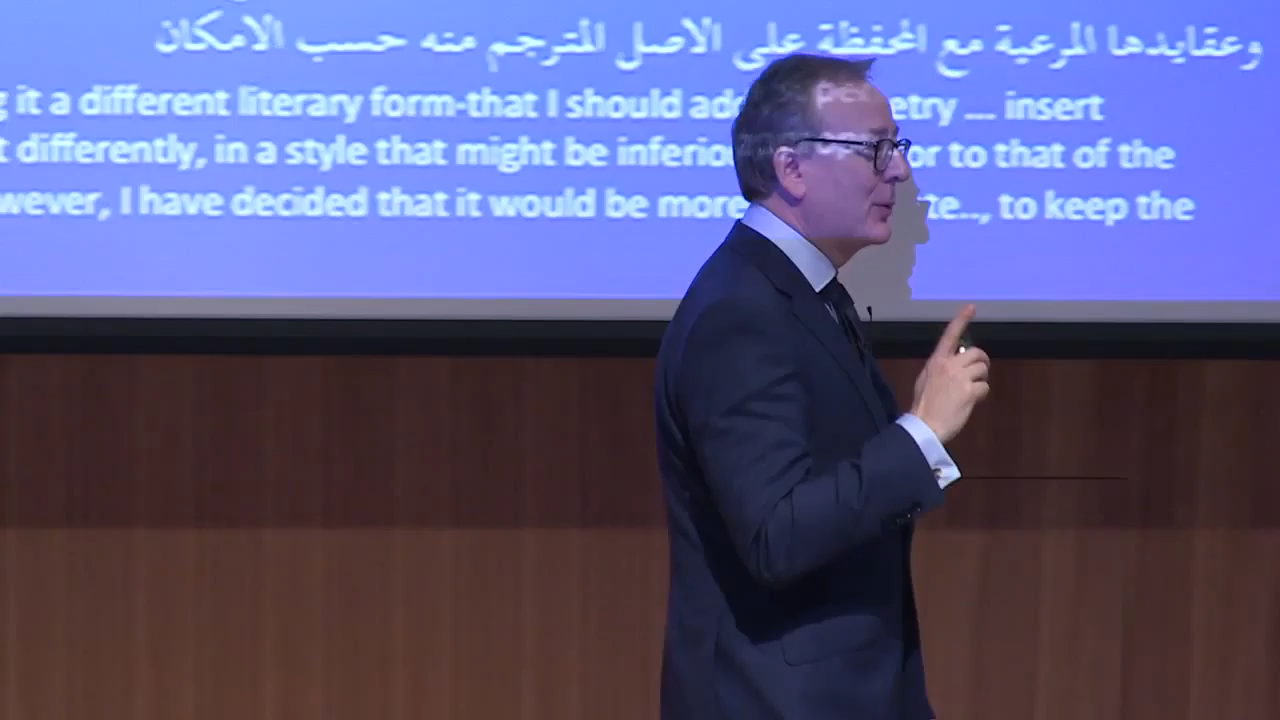 وعقايدها المرعية مع المحفظة على الاصل المترجم منه حسب الامكان
g it a different literary form-that I should add etry ... insert
t differently, in a style that might be inferio or to that of the
wever, I have decided that it would be more te.., to keep the